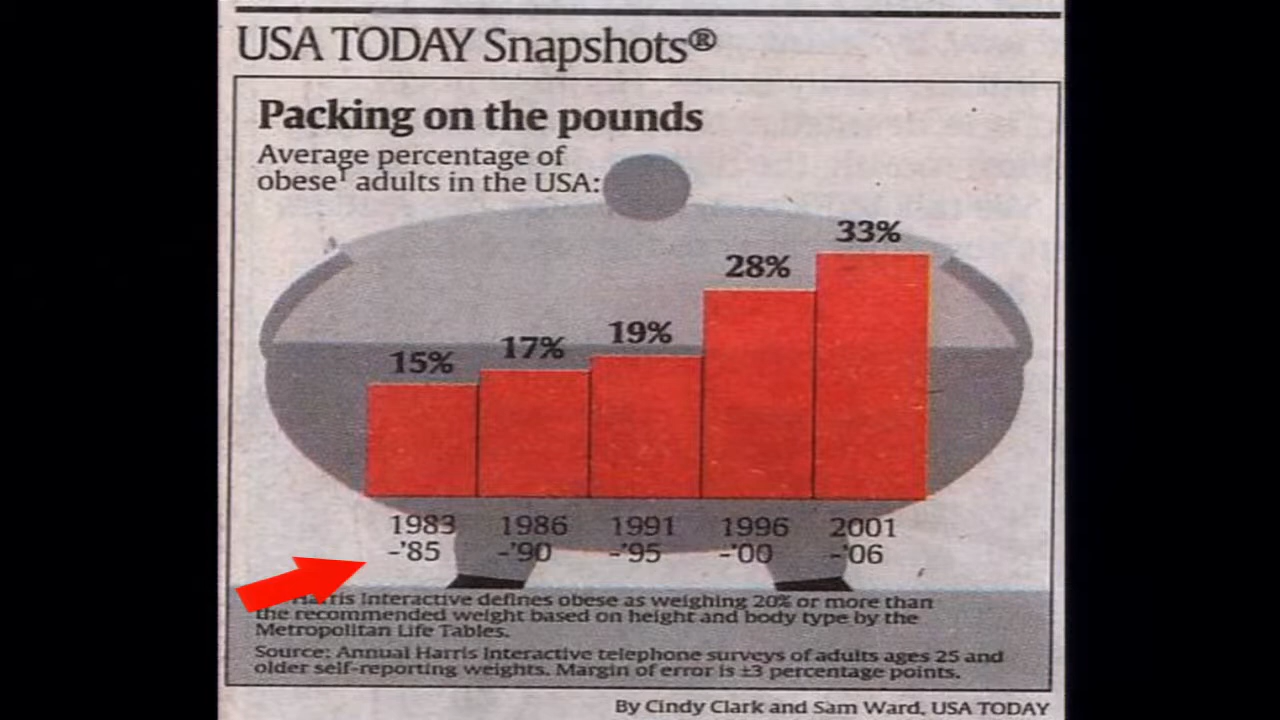 USA TODAY Snapshots®
Packing on the pounds
Average percentage of
obese¹ adults in the USA:
33%
28%
19%
17%
15%
1983 1986 1991 1996 2001
-'85 -'90 -'95 -'00 -'06
Interactive defines obese as weighing 20% or more than
the recommended weight based on height and body type by the
Metropolitan Life Tables.
Source: Annual Harris Interactive telephone surveys of adults ages 25 and
older self-reporting weights. Margin of error is ±3 percentage points.
By Cindy Clark and Sam Ward, USA TODAY